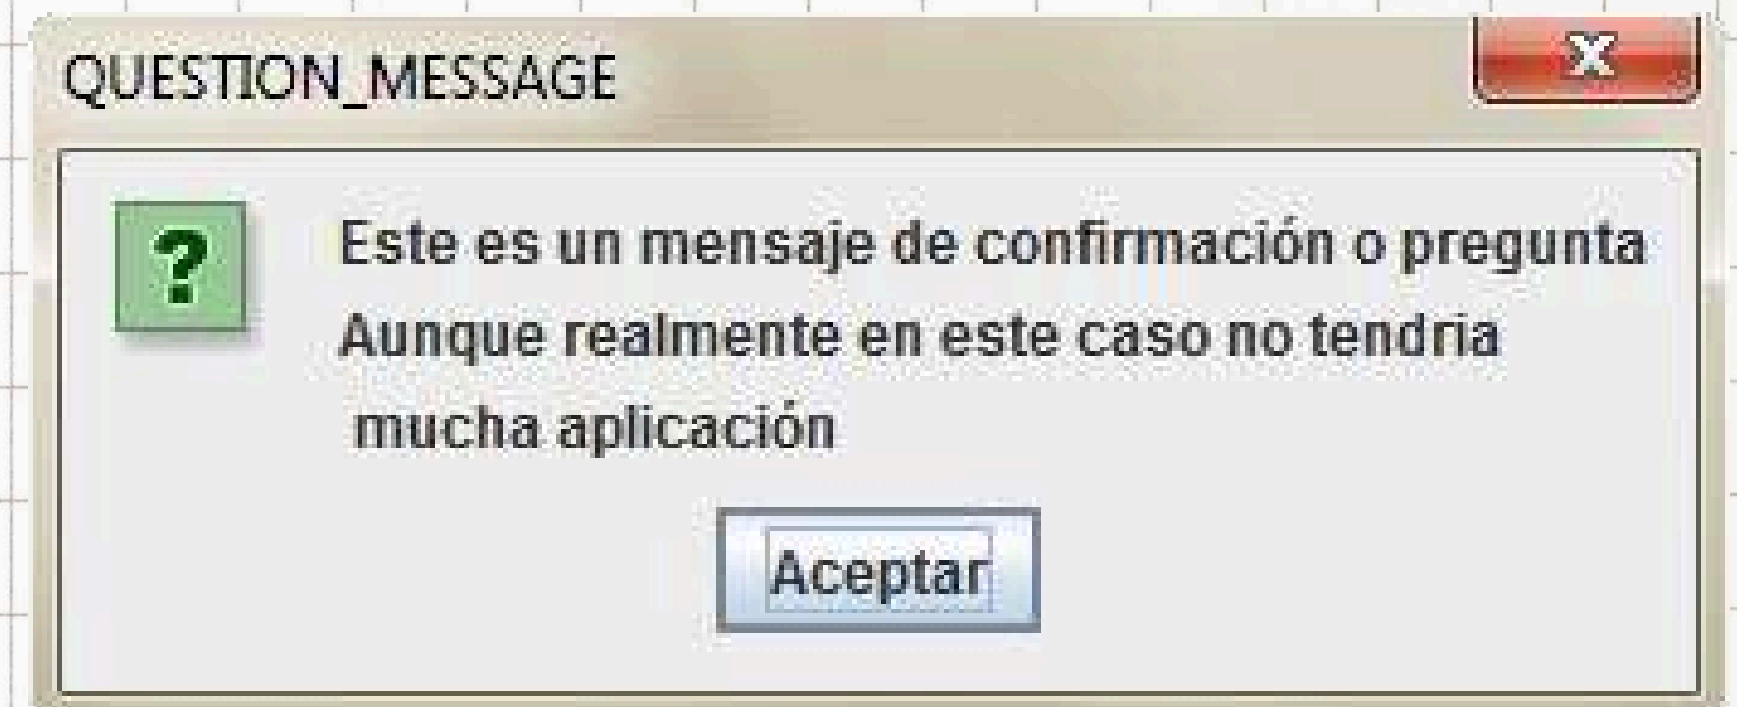 QUESTION_MESSAGE
x
?
Este es un mensaje de confirmación o pregunta
Aunque realmente en este caso no tendria
mucha aplicación
Aceptar